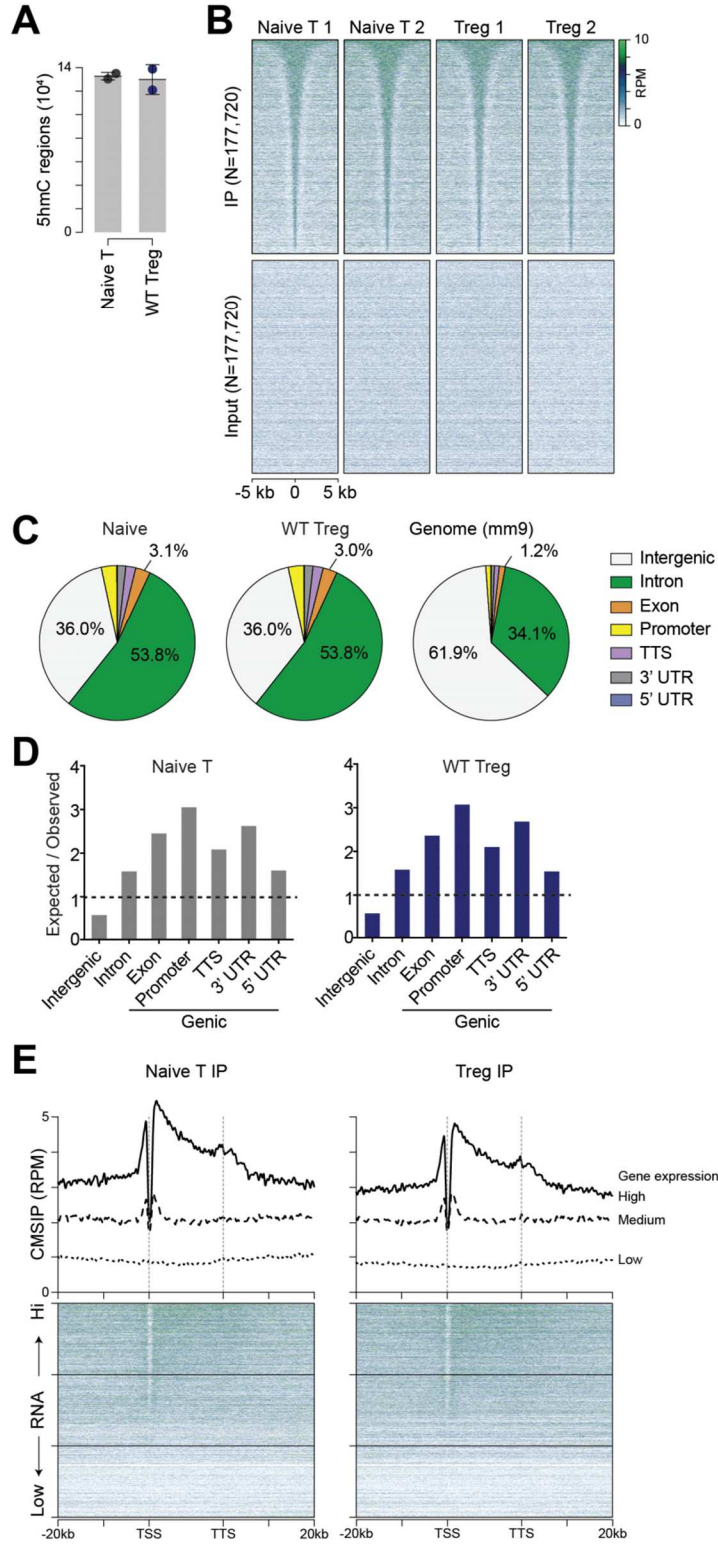 A
14
0
5hmC regions (10⁴)
Naive T
WT Treg
B
Naive T 1 Naive T 2 Treg 1 Treg 2
IP (N=177,720)
10
RPM
0
Input (N=177,720)
-5 kb 0 5 kb
C
Naive WT Treg Genome (mm9)
3.1% 3.0% 1.2%
36.0% 53.8%
36.0% 53.8%
61.9% 34.1%
Intergenic
Intron
Exon
Promoter
TTS
3' UTR
5' UTR
D
Naive T
Expected / Observed
4
3
2
1
0
Intergenic
Intron
Exon
Promoter
TTS
3' UTR
5' UTR
Genic
WT Treg
4
3
2
1
0
Intergenic
Intron
Exon
Promoter
TTS
3' UTR
5' UTR
Genic
E
Naive T IP Treg IP
CMSIP (RPM)
5
0
Gene expression
High
Medium
Low
Low ← RNA → Hi
-20kb TSS TTS 20kb
-20kb TSS TTS 20kb